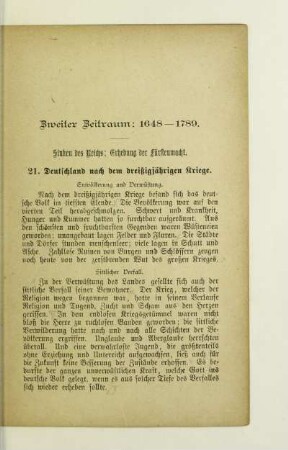 Zweiter Zeitraum: 1648—1789.
Sinken des Reichs; Erhebung der Fürstenmacht.
21. Deutschland nach dem dreißigjährigen Kriege.
Entvölkerung und Verwüstung.
Nach dem dreißigjährigen Kriege befand sich das deut-
sche Volk im tiefsten Elende. Die Bevölkerung war auf den
vierten Teil herabgeschmolzen. Schwert und Krankheit,
Hunger und Kummer hatten so furchtbar aufgeräumt. Aus
den schönsten und fruchtbarsten Gegenden waren Wüsteneien
geworden; unangebaut lagen Felder und Fluren. Die Städte
und Dörfer standen menschenleer; viele lagen in Schutt und
Asche. Zahllose Ruinen von Burgen und Schlössern zeugen
noch heute von der zerstörenden Wut des großen Krieges.
Sittlicher Verfall.
Zu der Verwüstung des Landes gesellte sich auch der
sittliche Verfall seiner Bewohner. Der Krieg, welcher der
Religion wegen begonnen war, hatte in seinem Verlaufe
Religion und Tugend, Zucht und Scham aus den Herzen
gerissen. In dem endlosen Kriegsgetümmel waren nicht
bloß die Heere zu zuchtlosen Banden geworden; die sittliche
Verwilderung hatte nach und nach alle Schichten der Be-
völkerung ergriffen. Unglaube und Aberglaube herrschten
überall. Und eine verwahrloste Jugend, die größtenteils
ohne Erziehung und Unterricht aufgewachsen, ließ auch für
die Zukunft keine Besserung der Zustände erhoffen. Es be-
durfte der ganzen unverwüstlichen Kraft, welche Gott ins
deutsche Volk gelegt, wenn es aus solcher Tiefe des Verfalles
sich wieder erheben sollte.